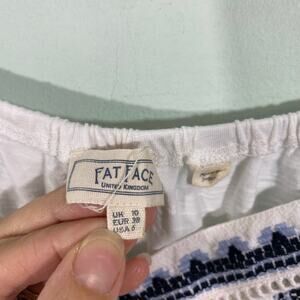 FAT FACE
UNITED KINGDOM
UK 10
EUR 38
USA 6